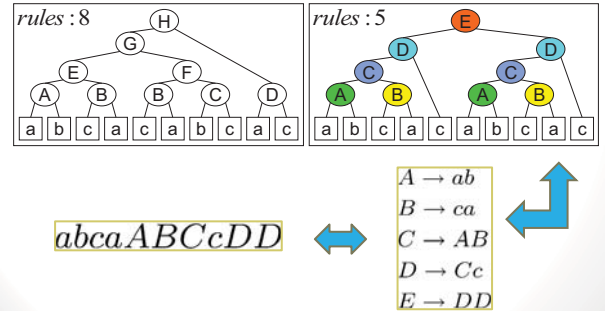 rules : 8
H
G
E F
A B B C D
a b c a c a b c a c
rules : 5
E
D D
C C
A B A B
a b c a c a b c a c
abcaABCcDD
A → ab
B → ca
C → AB
D → Cc
E → DD